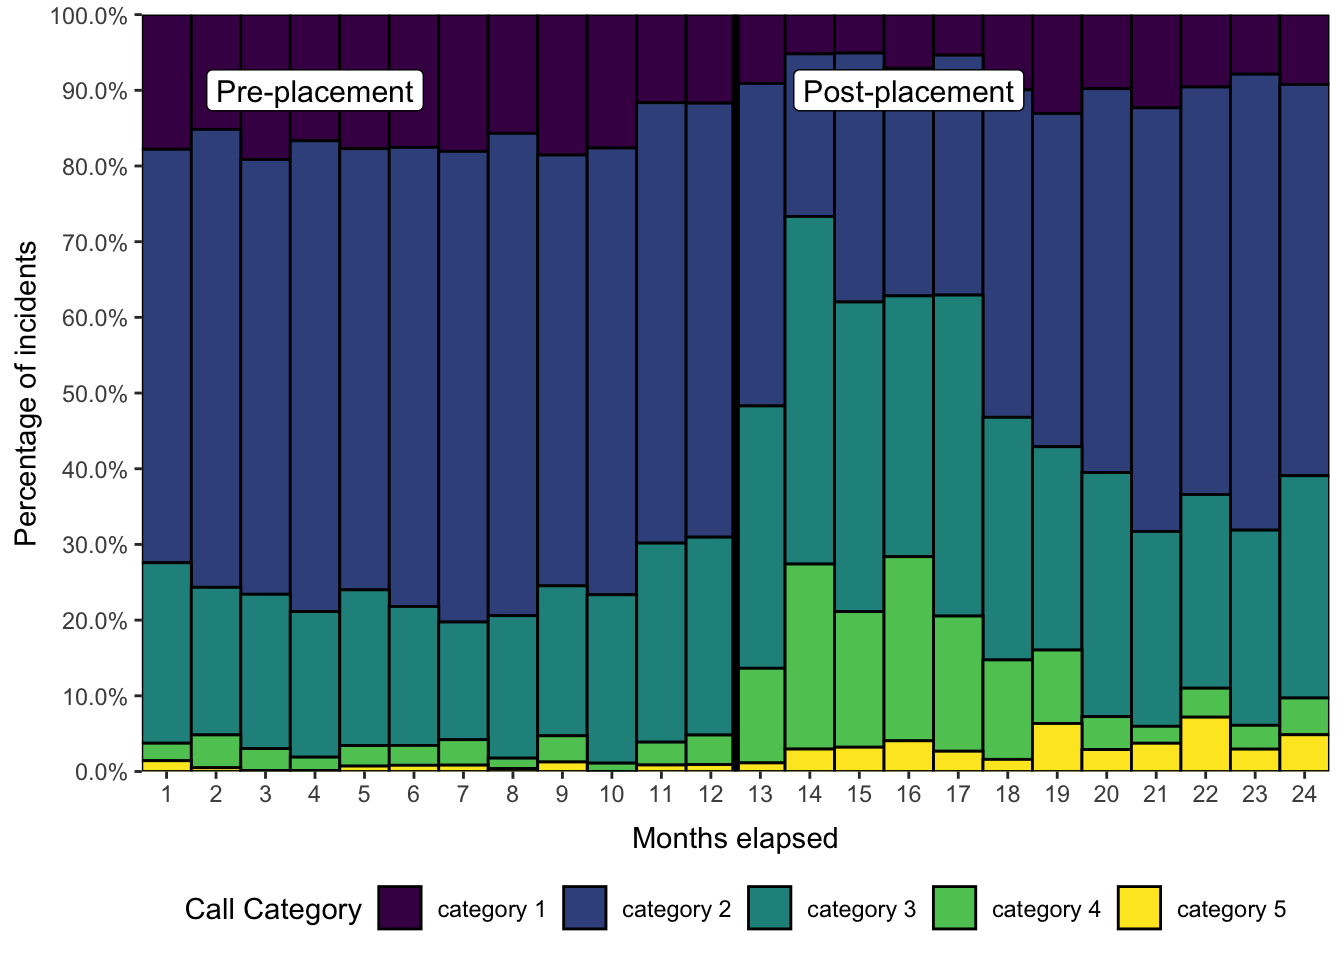 100.0%
90.0%
80.0%
70.0%
60.0%
50.0%
40.0%
30.0%
20.0%
10.0%
0.0%
Percentage of incidents
Pre-placement
Post-placement
1 2 3 4 5 6 7 8 9 10 11 12 13 14 15 16 17 18 19 20 21 22 23 24
Months elapsed
Call Category category 1 category 2 category 3 category 4 category 5